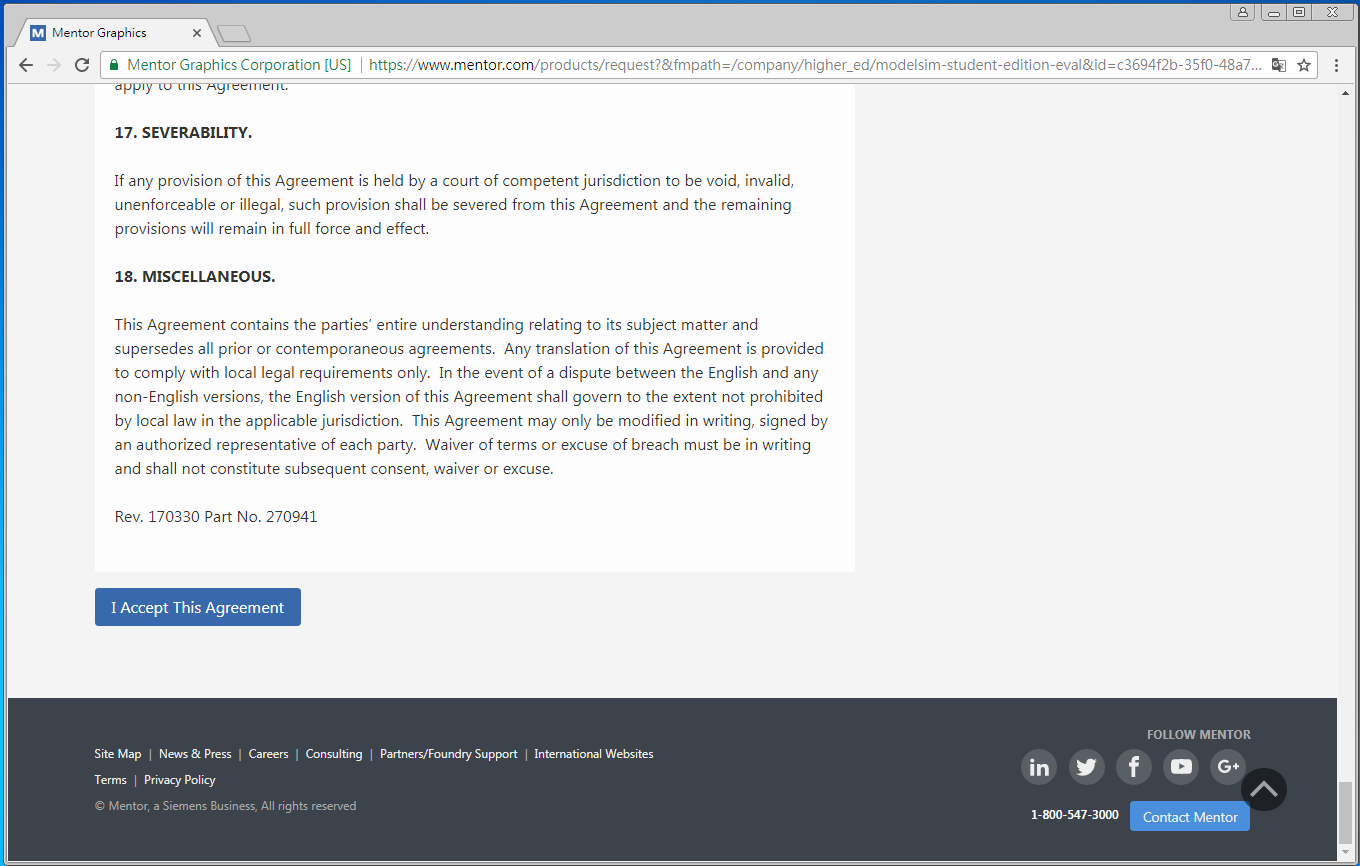 M Mentor Graphics
Mentor Graphics Corporation [US] | https://www.mentor.com/products/request?&fmpath=/company/higher_ed/modelsim-student-edition-eval&id=c3694f2b-35f0-48a7...
apply to this Agreement.
17. SEVERABILITY.
If any provision of this Agreement is held by a court of competent jurisdiction to be void, invalid,
unenforceable or illegal, such provision shall be severed from this Agreement and the remaining
provisions will remain in full force and effect.
18. MISCELLANEOUS.
This Agreement contains the parties’ entire understanding relating to its subject matter and
supersedes all prior or contemporaneous agreements.  Any translation of this Agreement is provided
to comply with local legal requirements only.  In the event of a dispute between the English and any
non-English versions, the English version of this Agreement shall govern to the extent not prohibited
by local law in the applicable jurisdiction.  This Agreement may only be modified in writing, signed by
an authorized representative of each party.  Waiver of terms or excuse of breach must be in writing
and shall not constitute subsequent consent, waiver or excuse.
Rev. 170330 Part No. 270941
I Accept This Agreement
Site Map | News & Press | Careers | Consulting | Partners/Foundry Support | International Websites
Terms | Privacy Policy
© Mentor, a Siemens Business, All rights reserved
FOLLOW MENTOR
in f G+
1-800-547-3000 Contact Mentor